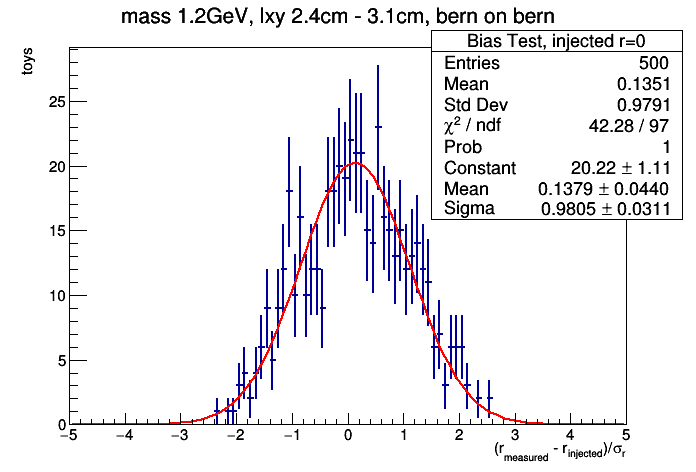 mass 1.2GeV, lxy 2.4cm - 3.1cm, bern on bern
Bias Test, injected r=0
Entries 500
Mean 0.1351
Std Dev 0.9791
χ² / ndf 42.28 / 97
Prob 1
Constant 20.22 ± 1.11
Mean 0.1379 ± 0.0440
Sigma 0.9805 ± 0.0311
toys
25
20
15
10
5
0
−5 −4 −3 −2 −1 0 1 2 3 4 5
(r_measured - r_injected)/σ_r